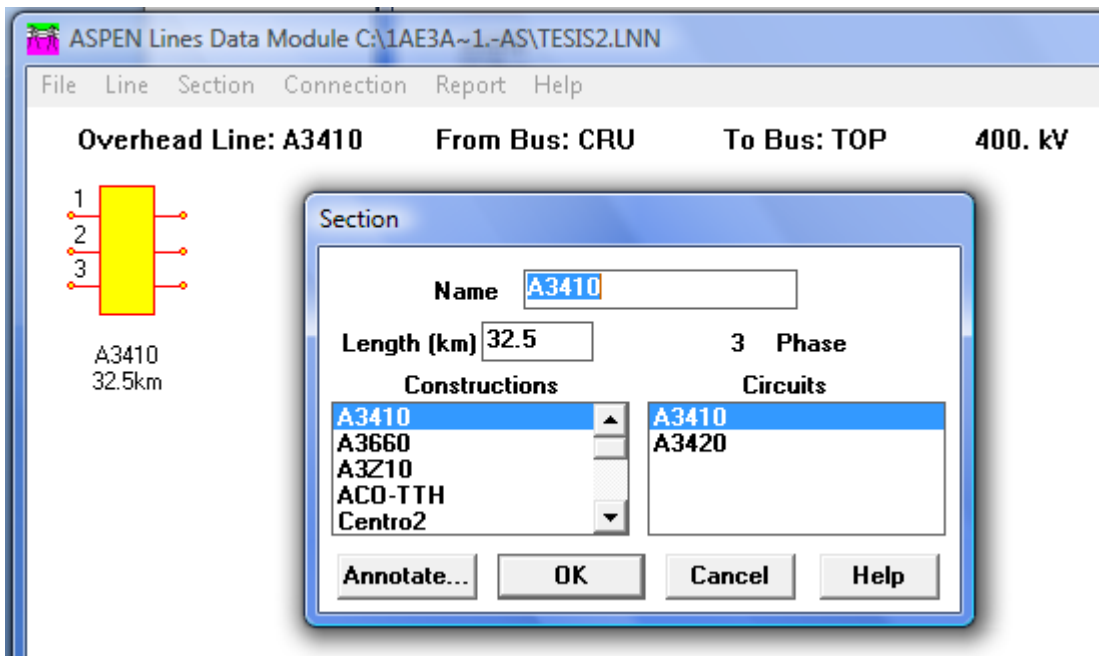 ASPEN Lines Data Module C:\1AE3A~1.-AS\TESIS2.LNN
File Line Section Connection Report Help
Overhead Line: A3410 From Bus: CRU To Bus: TOP 400. kV
1
2
3
A3410
32.5km
Section
Name A3410
Length (km) 32.5 3 Phase
Constructions Circuits
A3410 A3410
A3660 A3420
A3Z10
ACO-TTH
Centro2
Annotate... OK Cancel Help